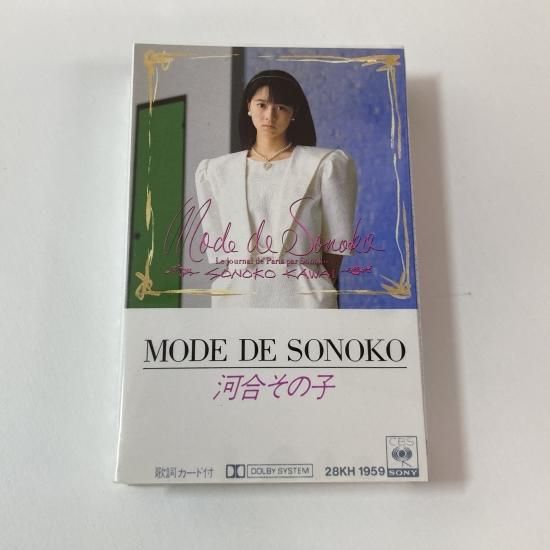 Mode de Sonoko
Le journal de Paris par Sonoko
SONOKO KAWAI
MODE DE SONOKO
河合その子
歌詞カード付
DOLBY SYSTEM
28KH 1959
CBS
SONY